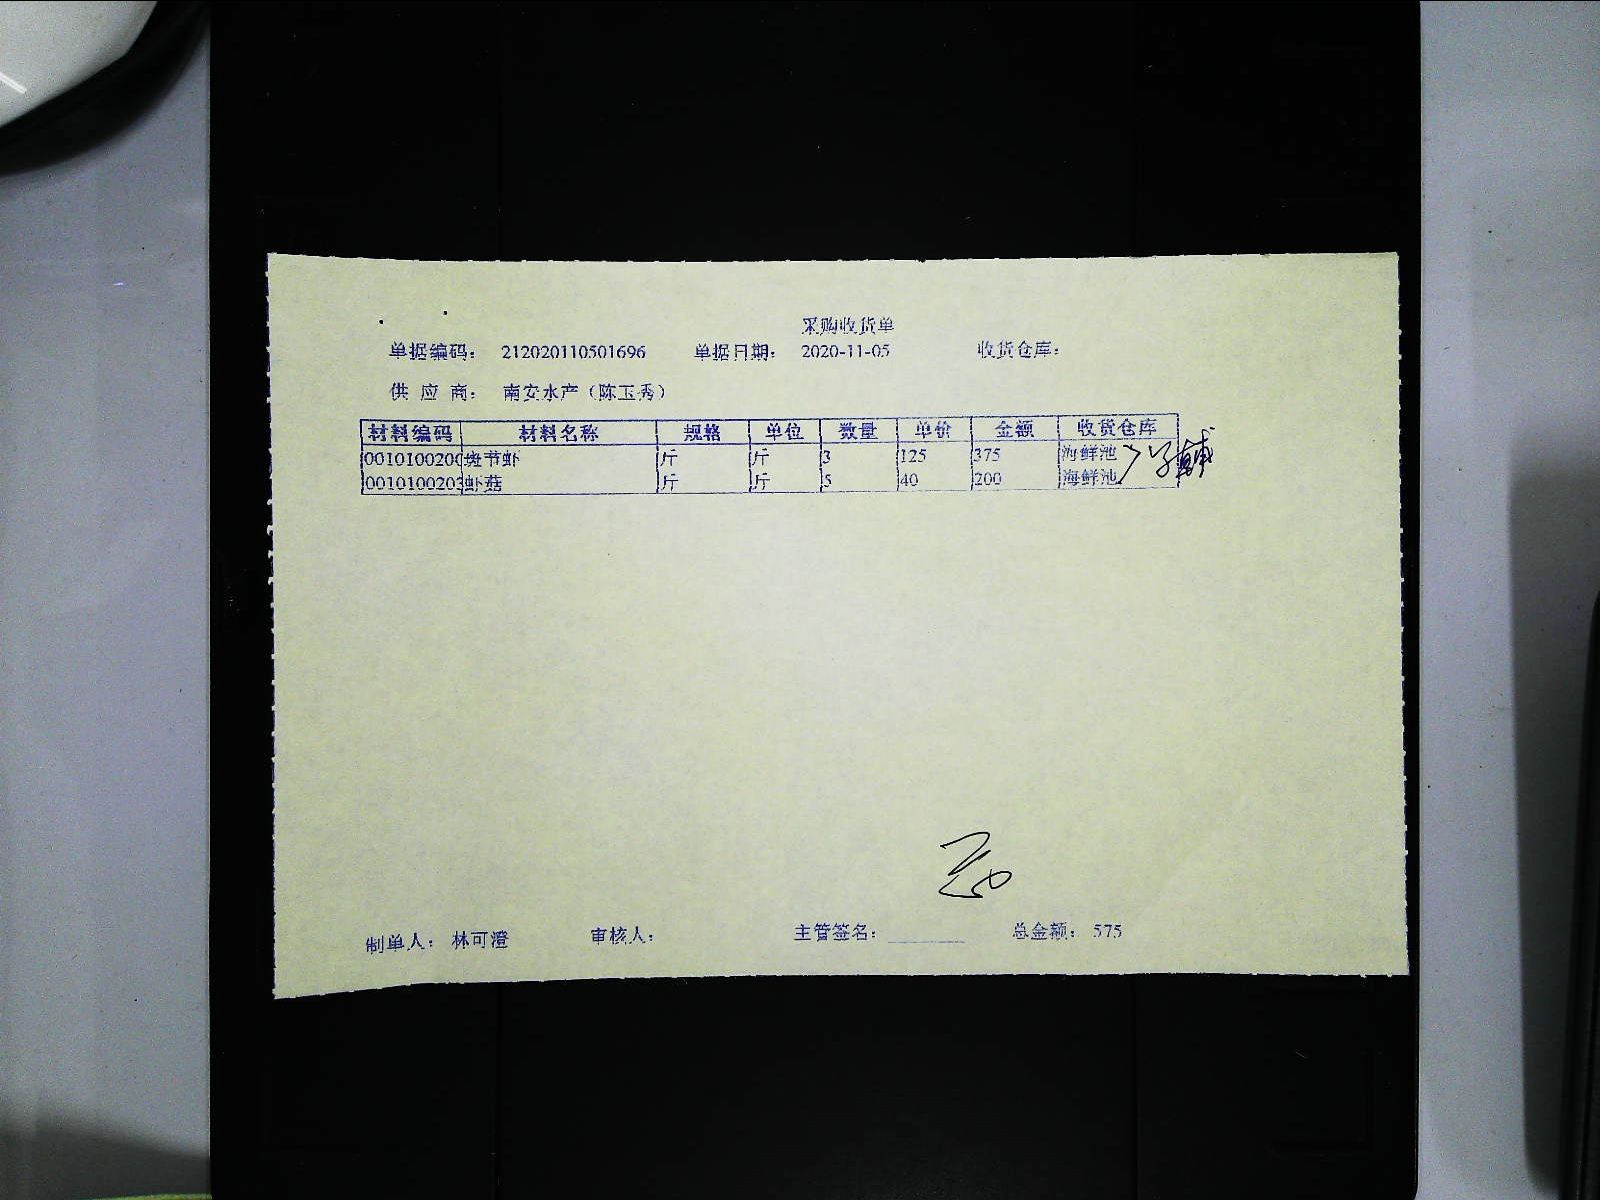 采购收货单
单据编码： 212020110501696 单据日期： 2020-11-05 收货仓库：
供 应 商： 南安水产（陈玉秀）
材料编码 材料名称 规格 单位 数量 单价 金额 收货仓库
0010100200 斑节虾 斤 斤 3 125 375 海鲜池
0010100203 虾菇 斤 斤 5 40 200 海鲜池
制单人： 林可澄 审核人： 主管签名： 总金额： 575